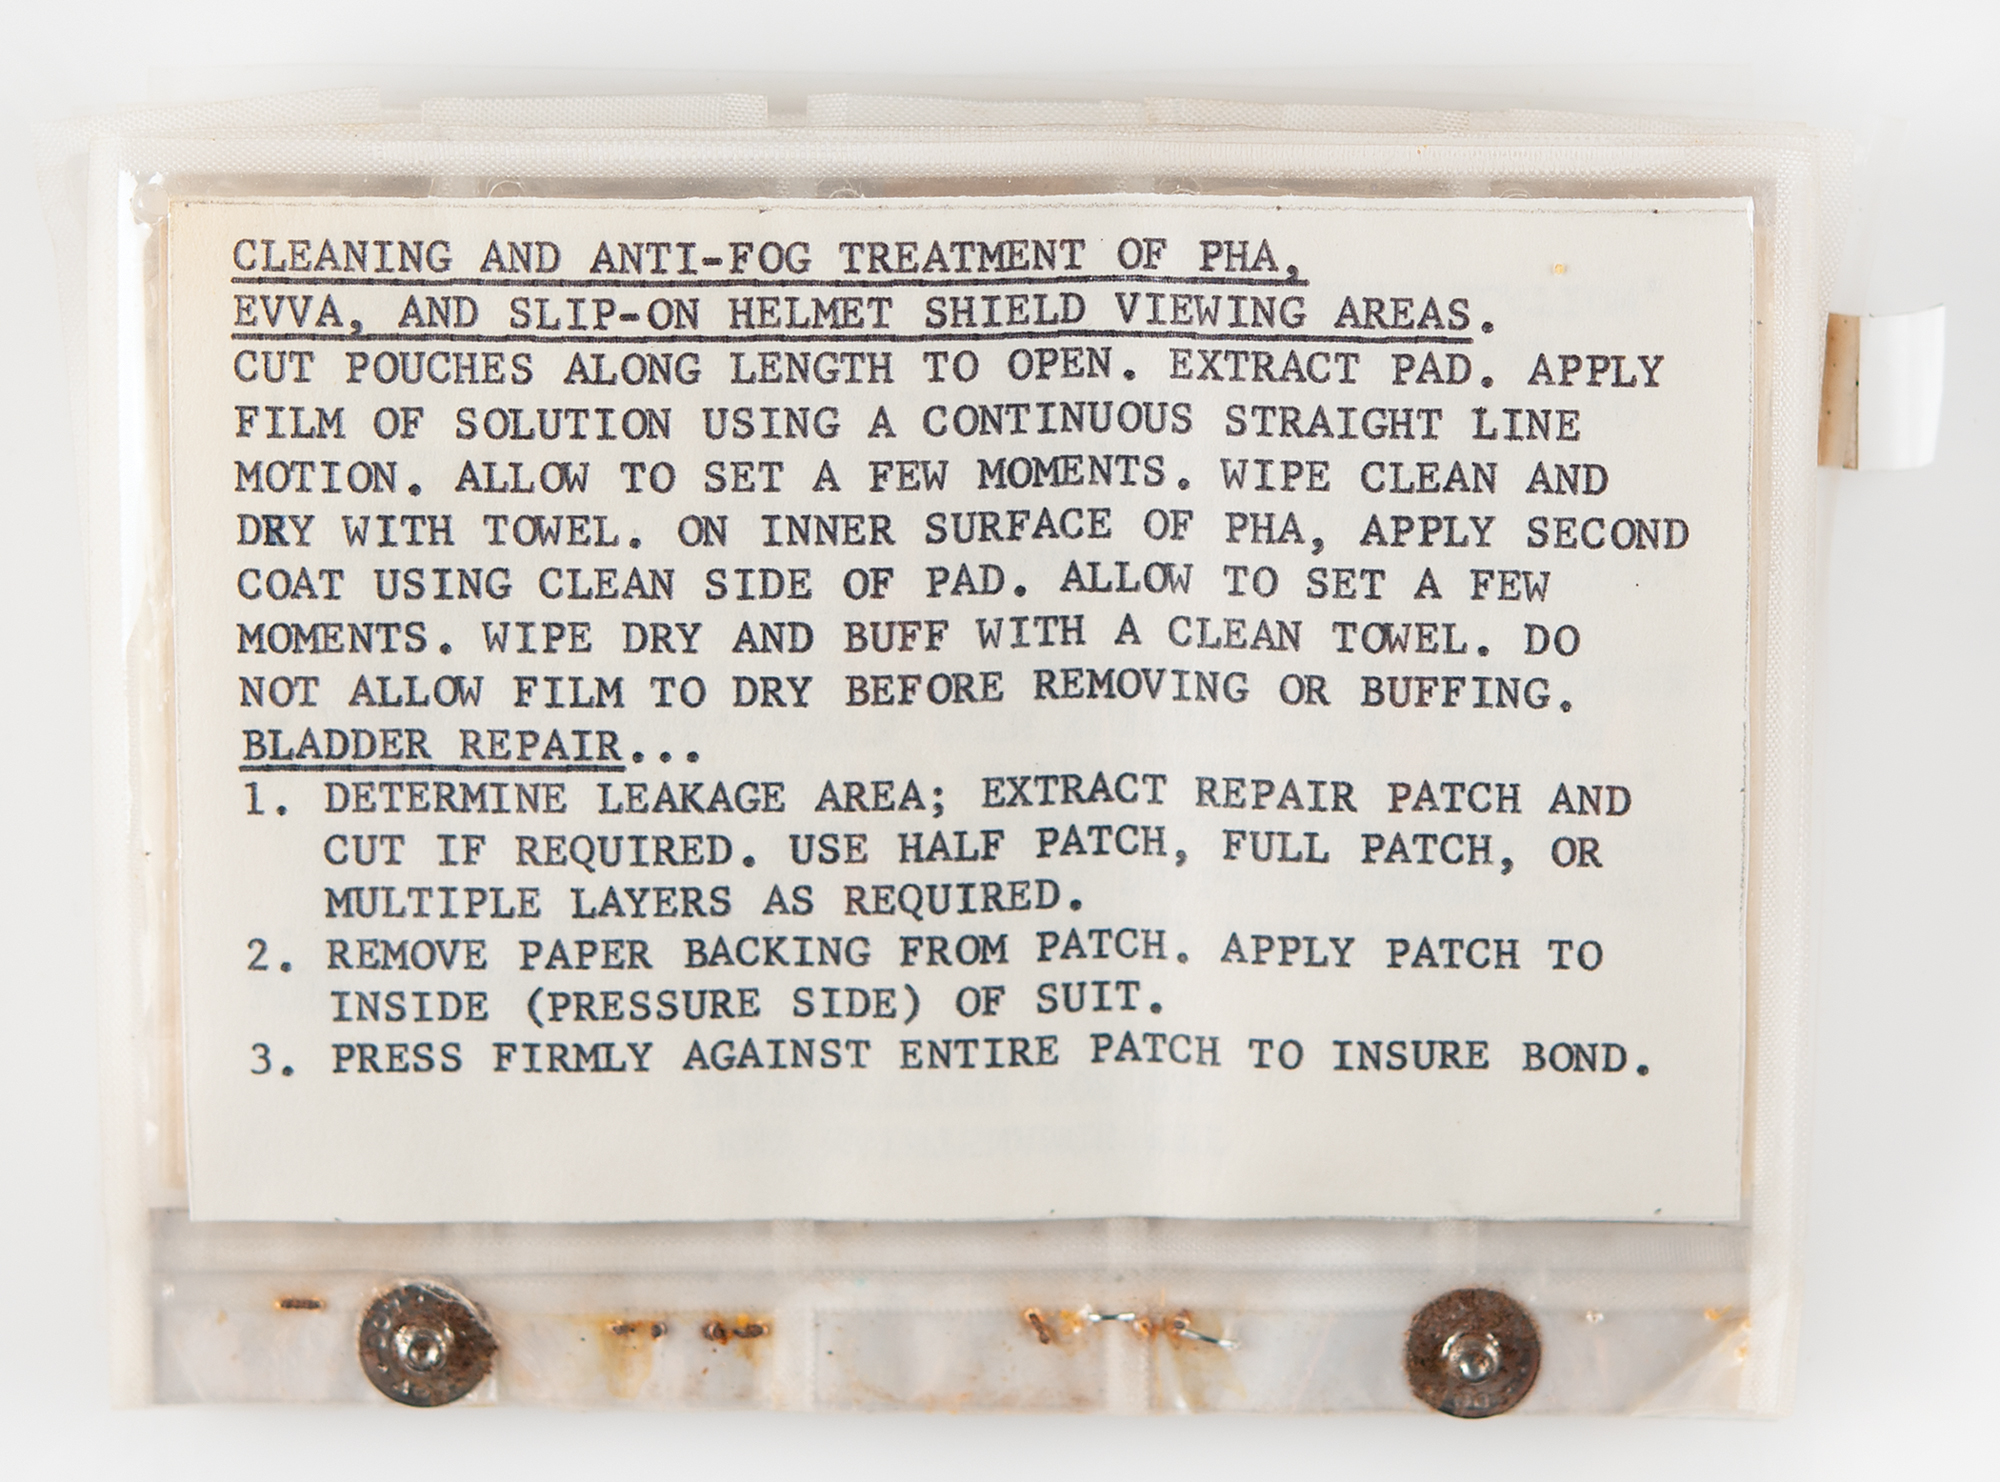 CLEANING AND ANTI-FOG TREATMENT OF PHA,
EVVA, AND SLIP-ON HELMET SHIELD VIEWING AREAS.
CUT POUCHES ALONG LENGTH TO OPEN. EXTRACT PAD. APPLY
FILM OF SOLUTION USING A CONTINUOUS STRAIGHT LINE
MOTION. ALLOW TO SET A FEW MOMENTS. WIPE CLEAN AND
DRY WITH TOWEL. ON INNER SURFACE OF PHA, APPLY SECOND
COAT USING CLEAN SIDE OF PAD. ALLOW TO SET A FEW
MOMENTS. WIPE DRY AND BUFF WITH A CLEAN TOWEL. DO
NOT ALLOW FILM TO DRY BEFORE REMOVING OR BUFFING.
BLADDER REPAIR...
1. DETERMINE LEAKAGE AREA; EXTRACT REPAIR PATCH AND
CUT IF REQUIRED. USE HALF PATCH, FULL PATCH, OR
MULTIPLE LAYERS AS REQUIRED.
2. REMOVE PAPER BACKING FROM PATCH. APPLY PATCH TO
INSIDE (PRESSURE SIDE) OF SUIT.
3. PRESS FIRMLY AGAINST ENTIRE PATCH TO INSURE BOND.